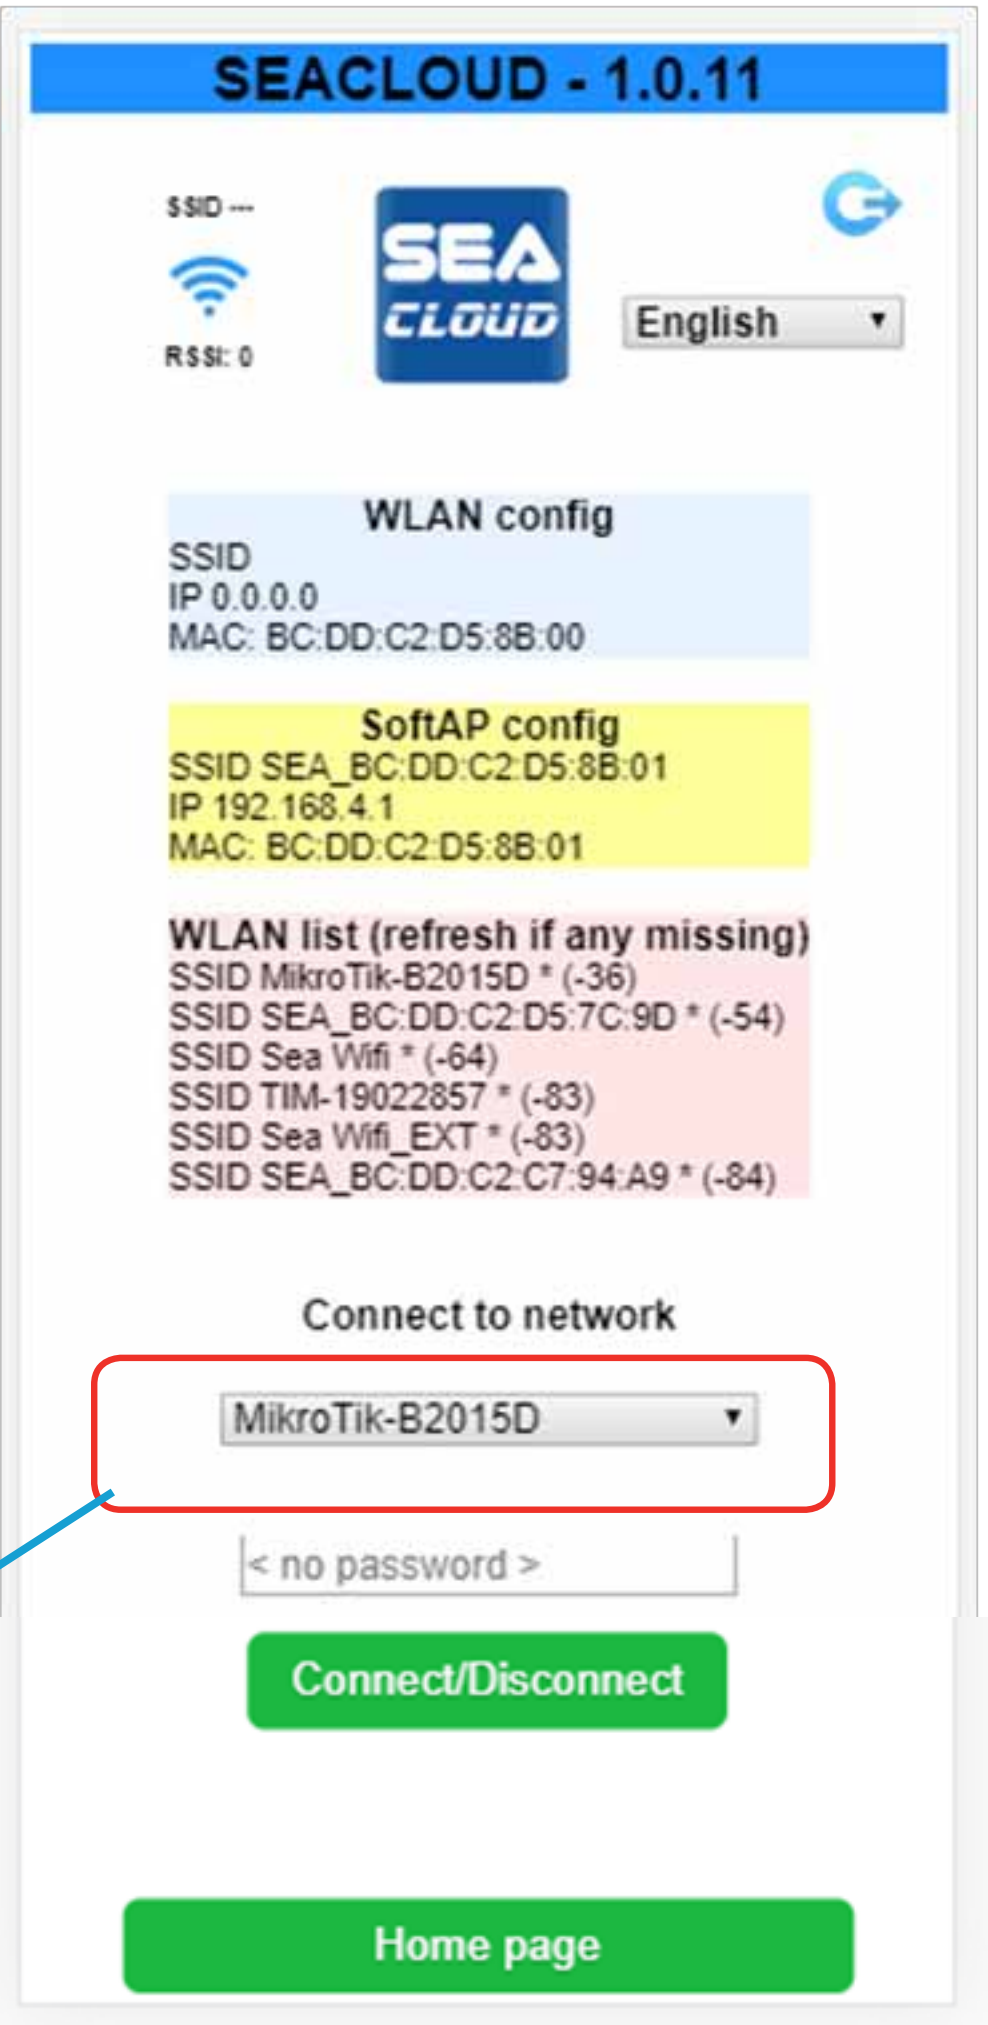 SEACLOUD - 1.0.11
SSID ---
SEA
CLOUD
English
RSSI: 0
WLAN config
SSID
IP 0.0.0.0
MAC: BC:DD:C2:D5:8B:00
SoftAP config
SSID SEA_BC:DD:C2:D5:8B:01
IP 192.168.4.1
MAC: BC:DD:C2:D5:8B:01
WLAN list (refresh if any missing)
SSID MikroTik-B2015D * (-36)
SSID SEA_BC:DD:C2:D5:7C:9D * (-54)
SSID Sea Wifi * (-64)
SSID TIM-19022857 * (-83)
SSID Sea Wifi_EXT * (-83)
SSID SEA_BC:DD:C2:C7:94:A9 * (-84)
Connect to network
MikroTik-B2015D
< no password >
Connect/Disconnect
Home page